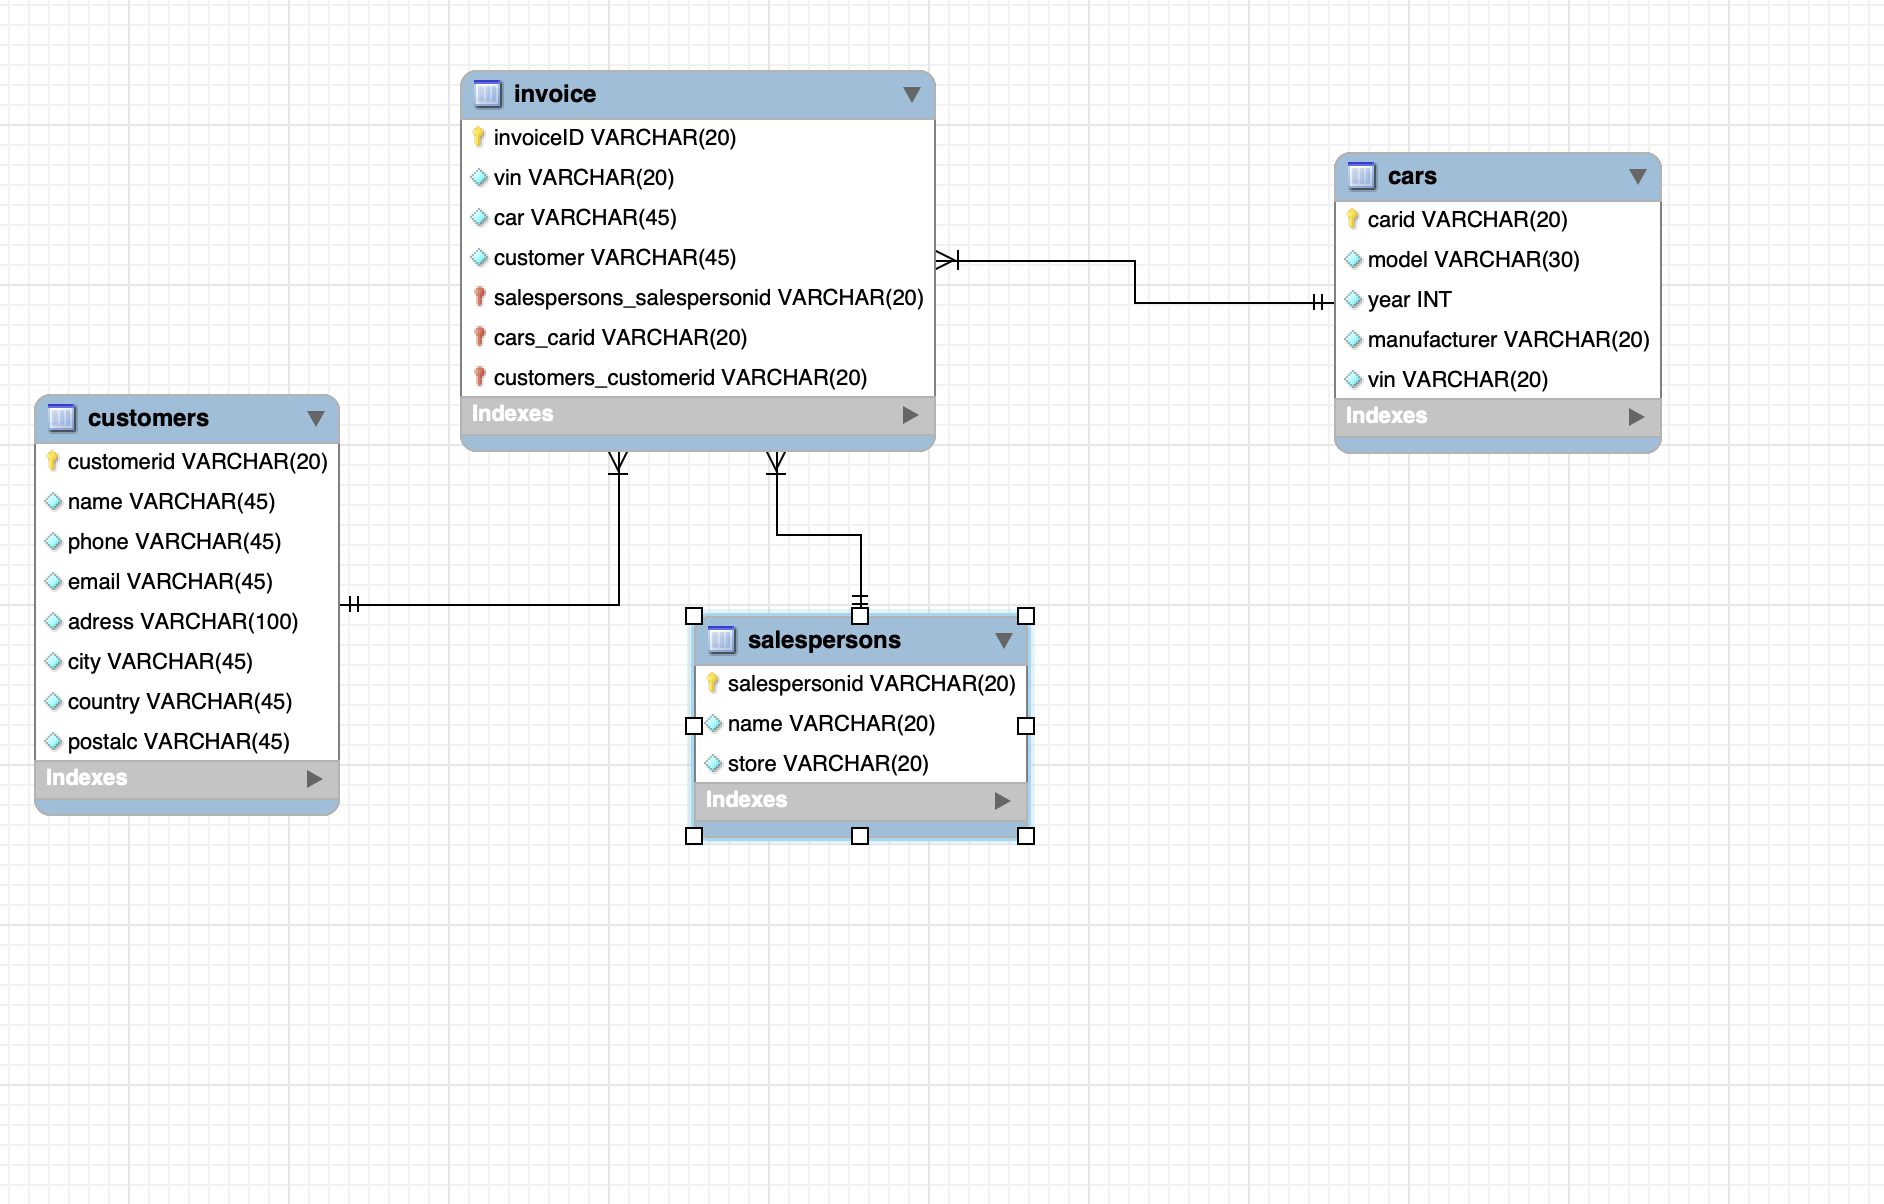 invoice
invoiceID VARCHAR(20)
vin VARCHAR(20)
car VARCHAR(45)
customer VARCHAR(45)
salespersons_salespersonid VARCHAR(20)
cars_carid VARCHAR(20)
customers_customerid VARCHAR(20)
Indexes
cars
carid VARCHAR(20)
model VARCHAR(30)
year INT
manufacturer VARCHAR(20)
vin VARCHAR(20)
Indexes
customers
customerid VARCHAR(20)
name VARCHAR(45)
phone VARCHAR(45)
email VARCHAR(45)
adress VARCHAR(100)
city VARCHAR(45)
country VARCHAR(45)
postalc VARCHAR(45)
Indexes
salespersons
salespersonid VARCHAR(20)
name VARCHAR(20)
store VARCHAR(20)
Indexes